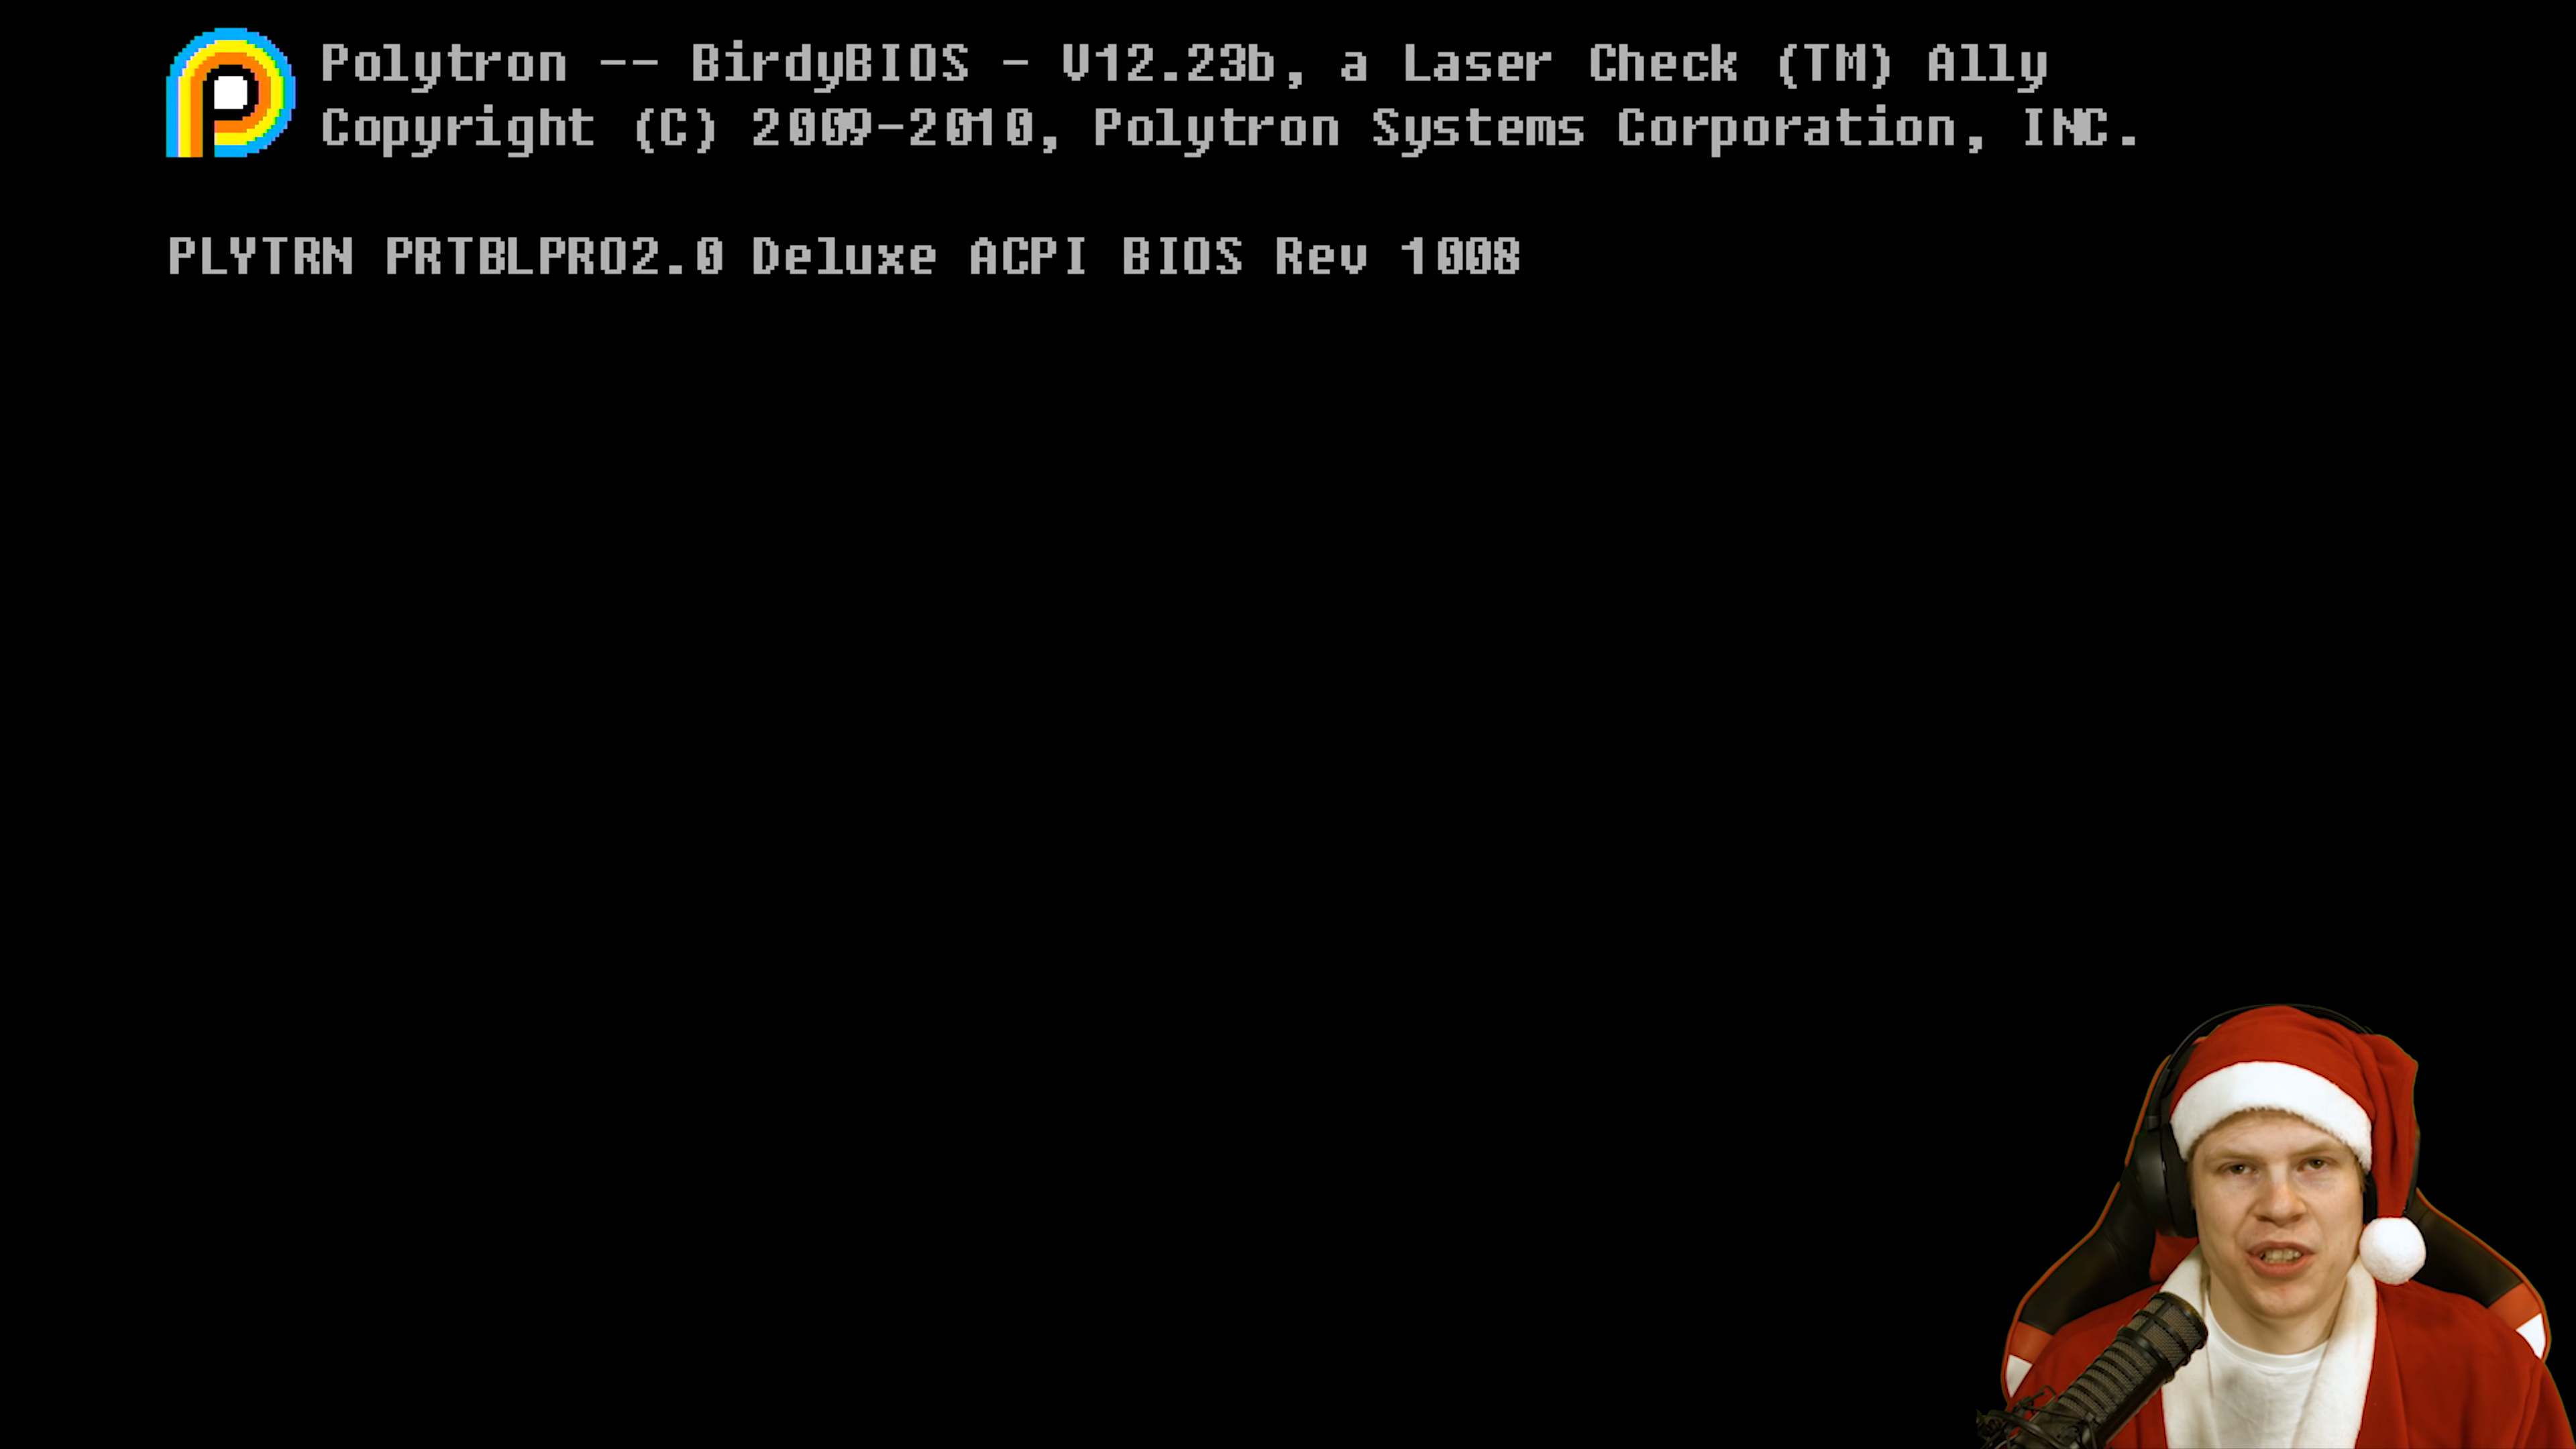 Polytron -- BirdyBIOS - V12.23b, a Laser Check (TM) Ally
Copyright (C) 2009-2010, Polytron Systems Corporation, INC.
PLYTRN PRTBLPRO2.0 Deluxe ACPI BIOS Rev 1008